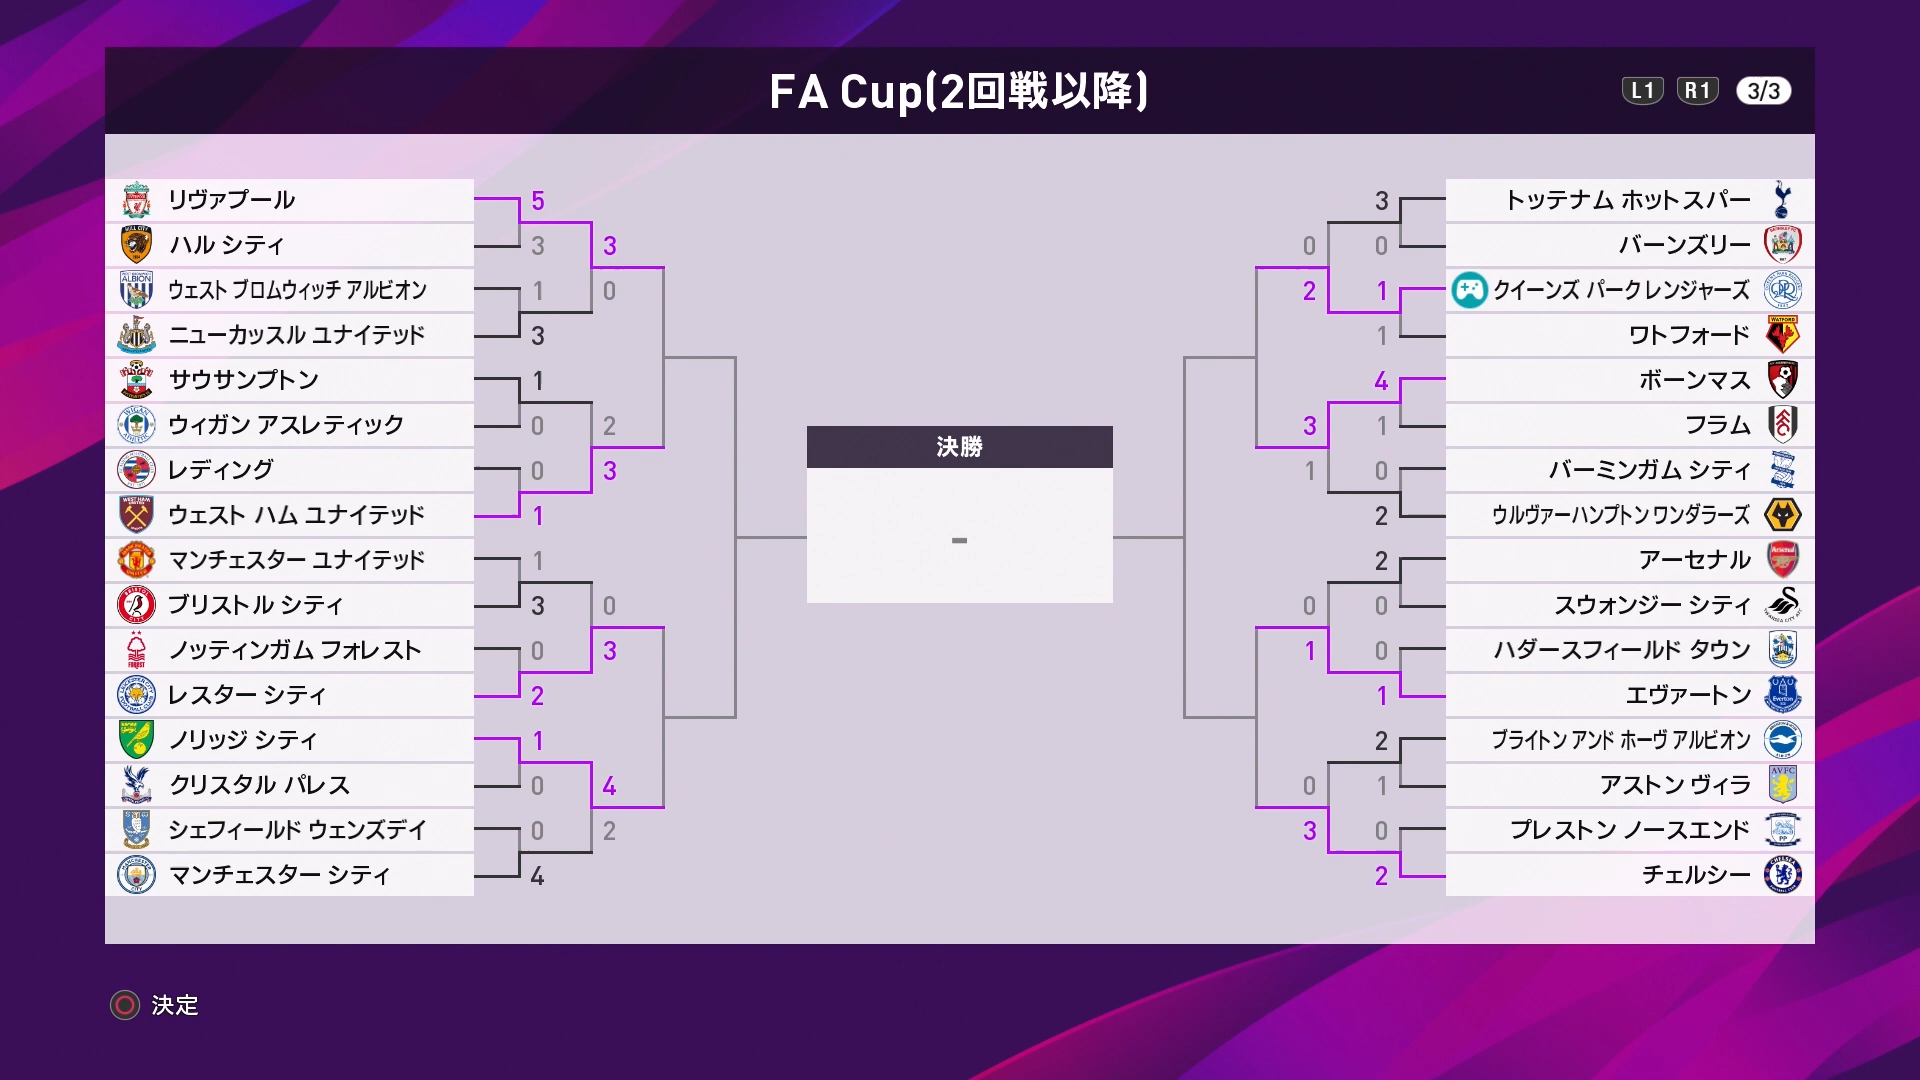 FA Cup(2回戦以降)
L1 R1 3/3
リヴァプール 5
ハル シティ 3
3
ウェスト ブロムウィッチ アルビオン 1
0
ニューカッスル ユナイテッド 3
サウサンプトン 1
ウィガン アスレティック 0
2
レディング 0
3
ウェスト ハム ユナイテッド 1
マンチェスター ユナイテッド 1
ブリストル シティ 3
0
ノッティンガム フォレスト 0
3
レスター シティ 2
ノリッジ シティ 1
クリスタル パレス 0
4
シェフィールド ウェンズデイ 0
2
マンチェスター シティ 4
決勝
-
3 トッテナム ホットスパー
0
0 バーンズリー
2
1 クイーンズ パーク レンジャーズ
1 ワトフォード
4 ボーンマス
3
1 フラム
1
0 バーミンガム シティ
2 ウルヴァーハンプトン ワンダラーズ
2 アーセナル
0
0 スウォンジー シティ
1
0 ハダースフィールド タウン
1 エヴァートン
2 ブライトン アンド ホーヴ アルビオン
0
1 アストン ヴィラ
3
0 プレストン ノースエンド
2 チェルシー
決定